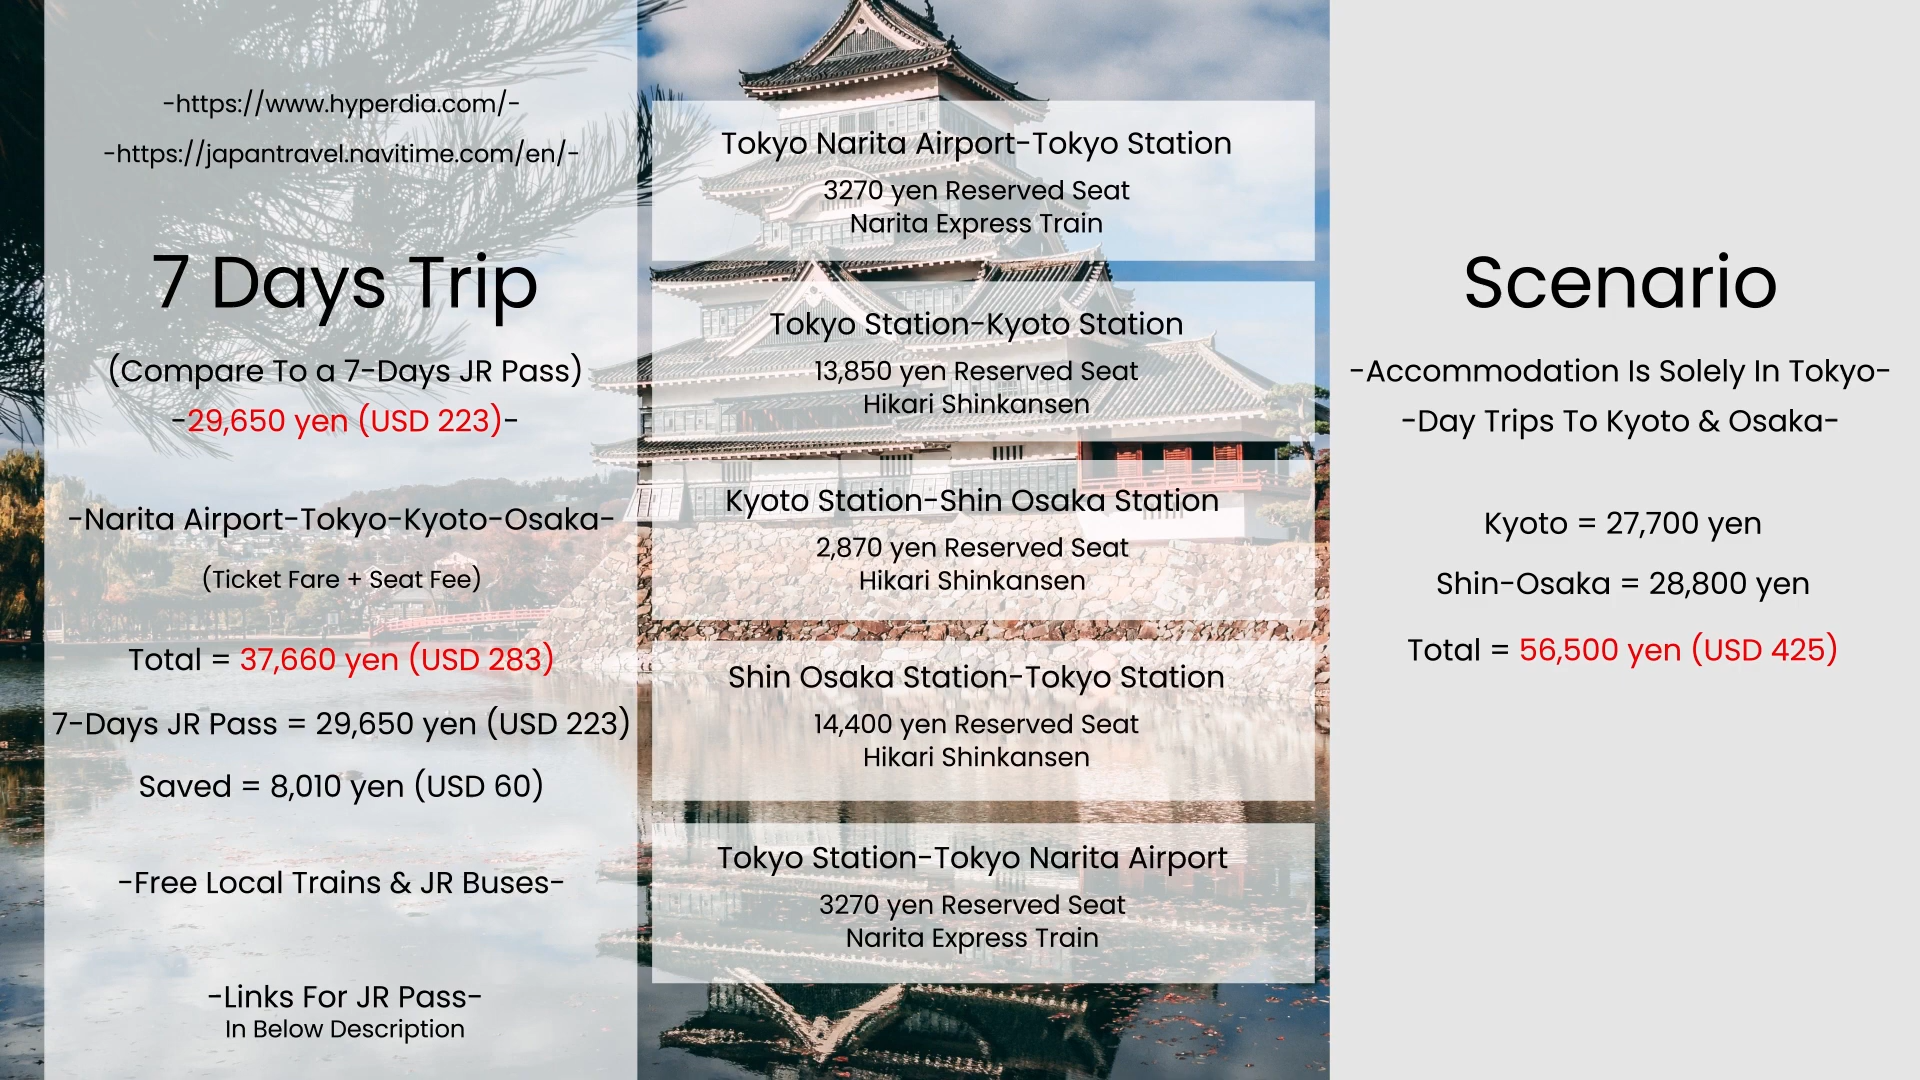 -https://www.hyperdia.com/-
-https://japantravel.navitime.com/en/-
7 Days Trip
(Compare To a 7-Days JR Pass)
-29,650 yen (USD 223)-
-Narita Airport-Tokyo-Kyoto-Osaka-
(Ticket Fare + Seat Fee)
Total = 37,660 yen (USD 283)
7-Days JR Pass = 29,650 yen (USD 223)
Saved = 8,010 yen (USD 60)
-Free Local Trains & JR Buses-
-Links For JR Pass-
In Below Description
Tokyo Narita Airport-Tokyo Station
3270 yen Reserved Seat
Narita Express Train
Tokyo Station-Kyoto Station
13,850 yen Reserved Seat
Hikari Shinkansen
Kyoto Station-Shin Osaka Station
2,870 yen Reserved Seat
Hikari Shinkansen
Shin Osaka Station-Tokyo Station
14,400 yen Reserved Seat
Hikari Shinkansen
Tokyo Station-Tokyo Narita Airport
3270 yen Reserved Seat
Narita Express Train
Scenario
-Accommodation Is Solely In Tokyo-
-Day Trips To Kyoto & Osaka-
Kyoto = 27,700 yen
Shin-Osaka = 28,800 yen
Total = 56,500 yen (USD 425)